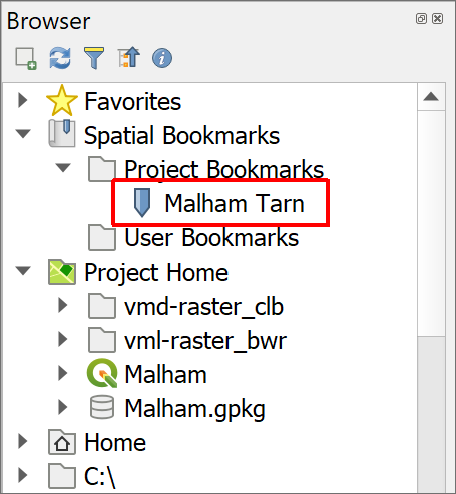 Browser
Favorites
Spatial Bookmarks
Project Bookmarks
Malham Tarn
User Bookmarks
Project Home
vmd-raster_clb
vml-raster_bwr
Malham
Malham.gpkg
Home
C:\